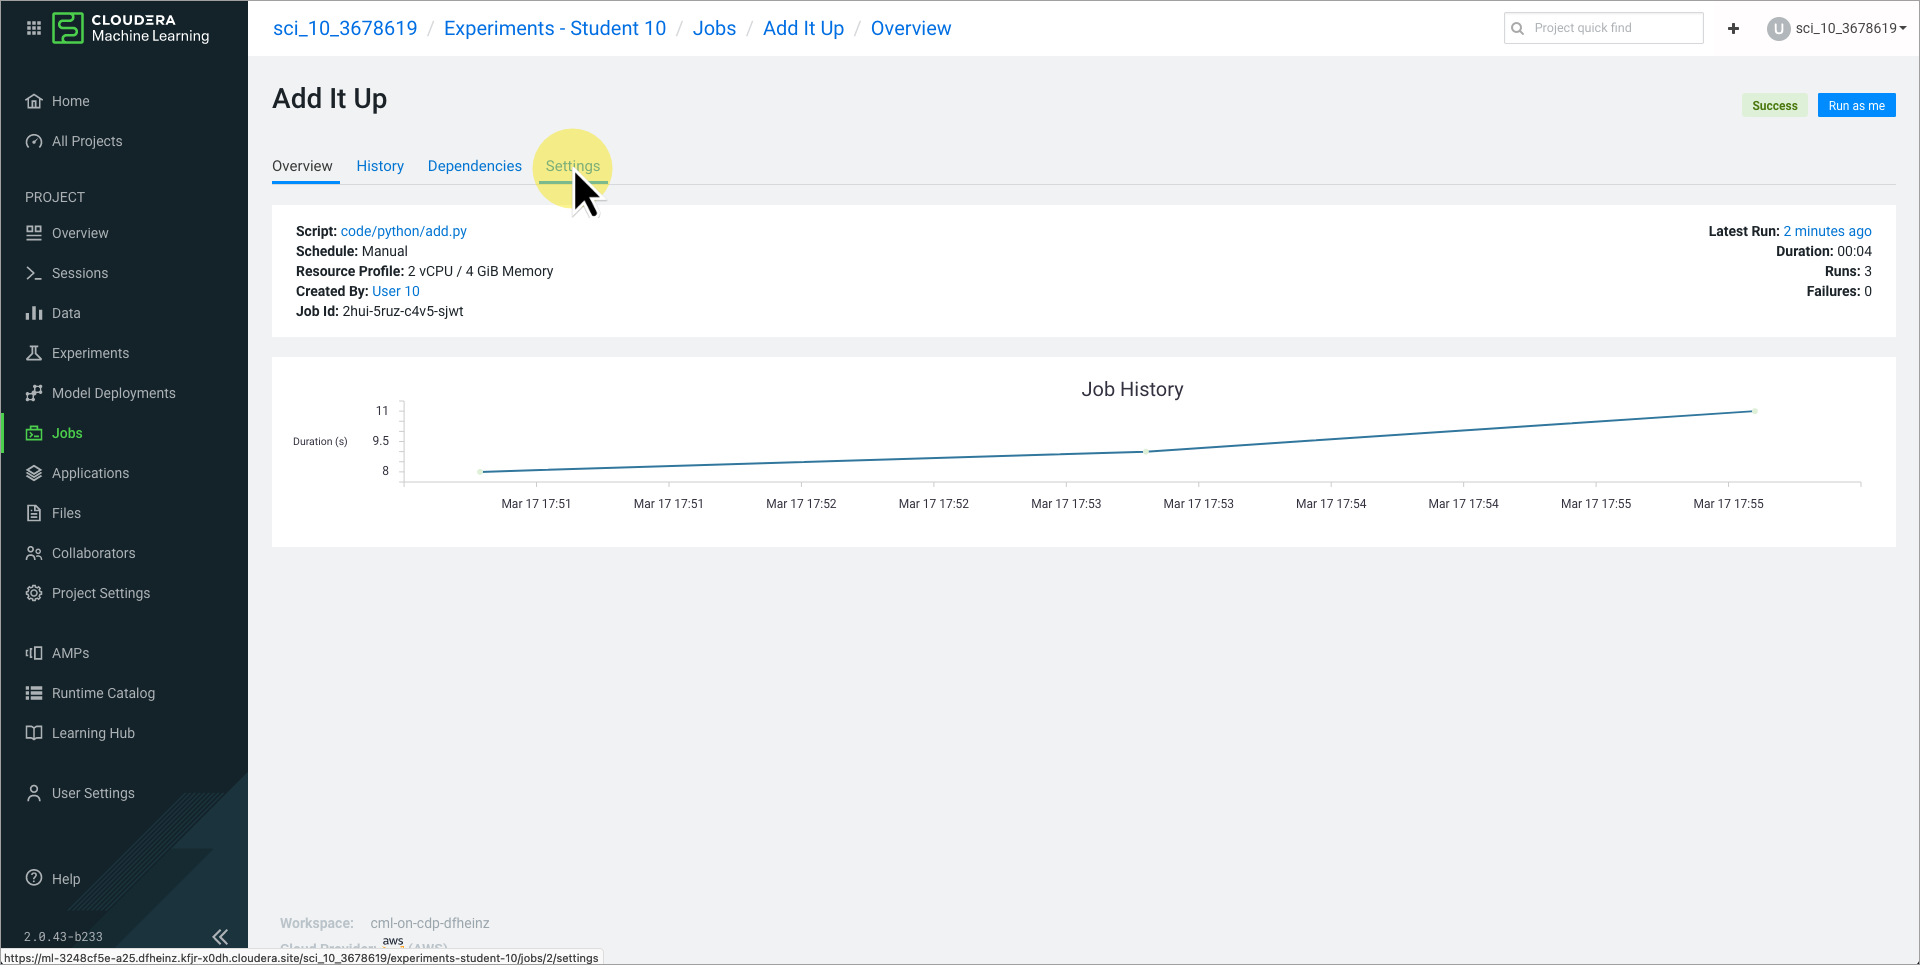 CLOUDERA
Machine Learning
sci_10_3678619 / Experiments - Student 10 / Jobs / Add It Up / Overview
Project quick find
+
U sci_10_3678619
Home
All Projects
PROJECT
Overview
Sessions
Data
Experiments
Model Deployments
Jobs
Applications
Files
Collaborators
Project Settings
AMPs
Runtime Catalog
Learning Hub
User Settings
Help
2.0.43-b233
Add It Up
Success Run as me
Overview History Dependencies Settings
Script: code/python/add.py
Schedule: Manual
Resource Profile: 2 vCPU / 4 GiB Memory
Created By: User 10
Job Id: 2hui-5ruz-c4v5-sjwt
Latest Run: 2 minutes ago
Duration: 00:04
Runs: 3
Failures: 0
Job History
11
Duration (s) 9.5
8
Mar 17 17:51 Mar 17 17:51 Mar 17 17:52 Mar 17 17:52 Mar 17 17:53 Mar 17 17:53 Mar 17 17:54 Mar 17 17:54 Mar 17 17:55 Mar 17 17:55
Workspace: cml-on-cdp-dfheinz
Cloud Provider: aws (AWS)
https://ml-3248cf5e-a25.dfheinz.kfjr-x0dh.cloudera.site/sci_10_3678619/experiments-student-10/jobs/2/settings